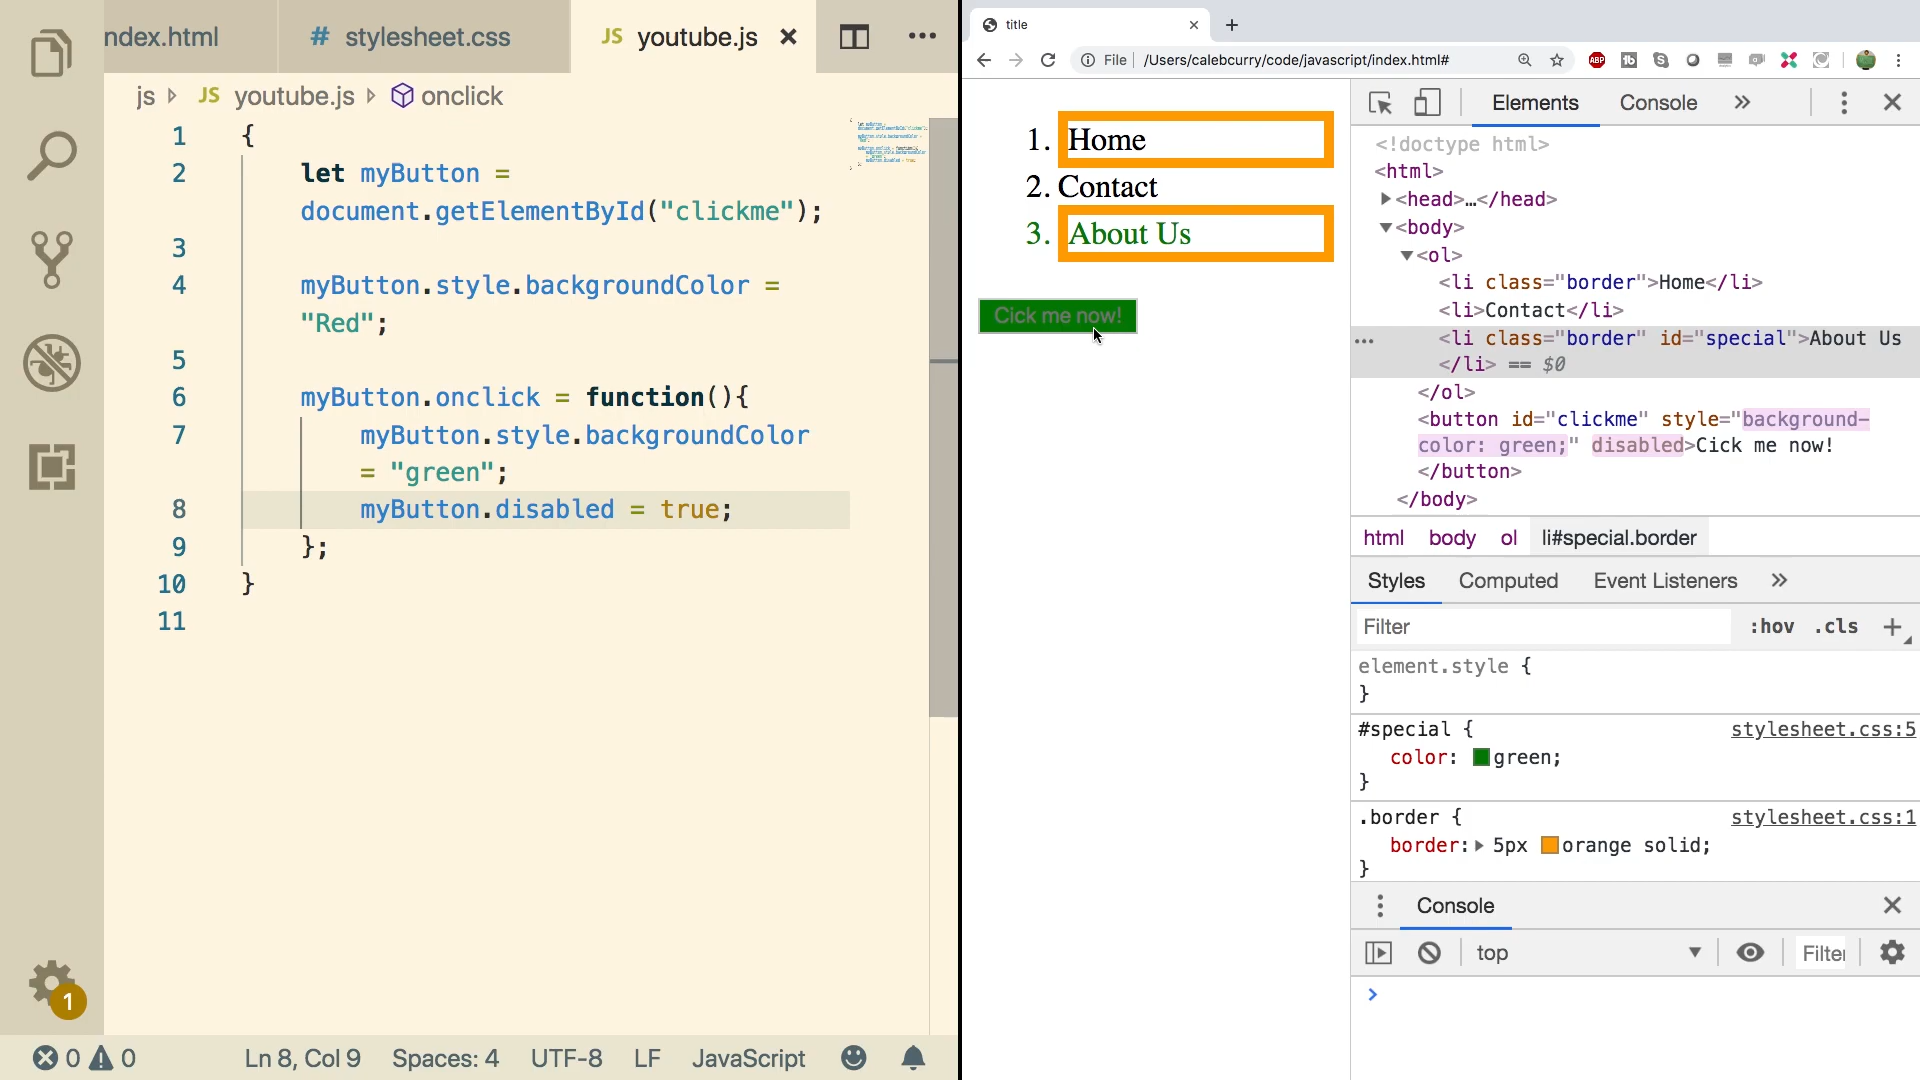 ndex.html
# stylesheet.css
JS youtube.js
js JS youtube.js onclick
1 {
2 let myButton =
document.getElementById("clickme");
3
4 myButton.style.backgroundColor =
"Red";
5
6 myButton.onclick = function(){
7 myButton.style.backgroundColor
= "green";
8 myButton.disabled = true;
9 };
10 }
11
1
0 0 Ln 8, Col 9 Spaces: 4 UTF-8 LF JavaScript
title
File /Users/calebcurry/code/javascript/index.html#
ABP
1. Home
2. Contact
3. About Us
Cick me now!
Elements Console »
<!doctype html>
<html>
<head>…</head>
<body>
<ol>
<li class="border">Home</li>
<li>Contact</li>
<li class="border" id="special">About Us
</li> == $0
</ol>
<button id="clickme" style="background-
color: green;" disabled>Cick me now!
</button>
</body>
html body ol li#special.border
Styles Computed Event Listeners »
Filter :hov .cls +
element.style {
}
#special { stylesheet.css:5
color: green;
}
.border { stylesheet.css:1
border: 5px orange solid;
}
Console
top Filter